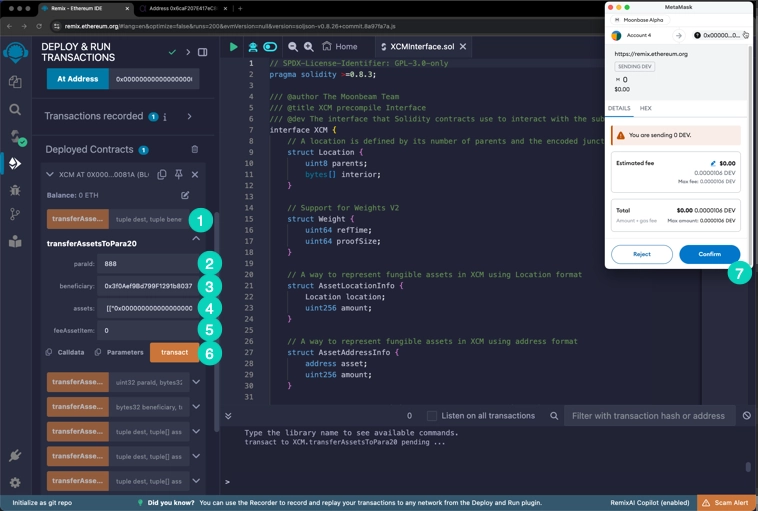 Remix - Ethereum IDE
Address 0x6caF207E417eCf
remix.ethereum.org/#lang=en&optimize=false&runs=200&evmVersion=null&version=soljson-v0.8.26+commit.8a97fa7a.js
DEPLOY & RUN
TRANSACTIONS
At Address
0x0000000000000000000
Transactions recorded 1 i
Deployed Contracts 1
XCM AT 0X000...0081A (BLO
Balance: 0 ETH
transferAsse...
tuple dest, tuple bene
1
transferAssetsToPara20
paraId:
888
2
beneficiary:
0x3f0Aef9Bd799F1291b8037
3
assets:
[["0x00000000000000000
4
feeAssetItem:
0
5
Calldata
Parameters
transact
6
transferAsse...
uint32 paraId, bytes32
transferAsse...
bytes32 beneficiary, t
transferAsse...
tuple dest, tuple[] ass
transferAsse...
tuple dest, tuple[] ass
transferAsse...
tuple dest, tuple[] ass
Home
XCMInterface.sol
1 // SPDX-License-Identifier: GPL-3.0-only
2 pragma solidity >=0.8.3;
3
4 /// @author The Moonbeam Team
5 /// @title XCM precompile Interface
6 /// @dev The interface that Solidity contracts use to interact with the sub
7 interface XCM {
8 // A location is defined by its number of parents and the encoded junct
9 struct Location {
10 uint8 parents;
11 bytes[] interior;
12 }
13
14 // Support for Weights V2
15 struct Weight {
16 uint64 refTime;
17 uint64 proofSize;
18 }
19
20 // A way to represent fungible assets in XCM using Location format
21 struct AssetLocationInfo {
22 Location location;
23 uint256 amount;
24 }
25
26 // A way to represent fungible assets in XCM using address format
27 struct AssetAddressInfo {
28 address asset;
29 uint256 amount;
30 }
31
0
Listen on all transactions
Filter with transaction hash or address
Type the library name to see available commands.
transact to XCM.transferAssetsToPara20 pending ...
>
MetaMask
M Moonbase Alpha
Account 4
0x00000...0...
https://remix.ethereum.org
SENDING DEV
M 0
$0.00
DETAILS HEX
You are sending 0 DEV.
Estimated fee
$0.00
0.0000106 DEV
Max fee: 0.0000106 DEV
Total
$0.00 0.0000106 DEV
Amount + gas fee
Max amount: 0.0000106 DEV
Reject
Confirm
7
Initialize as git repo
Did you know? You can use the Recorder to record and replay your transactions to any network from the Deploy and Run plugin.
RemixAI Copilot (enabled)
Scam Alert